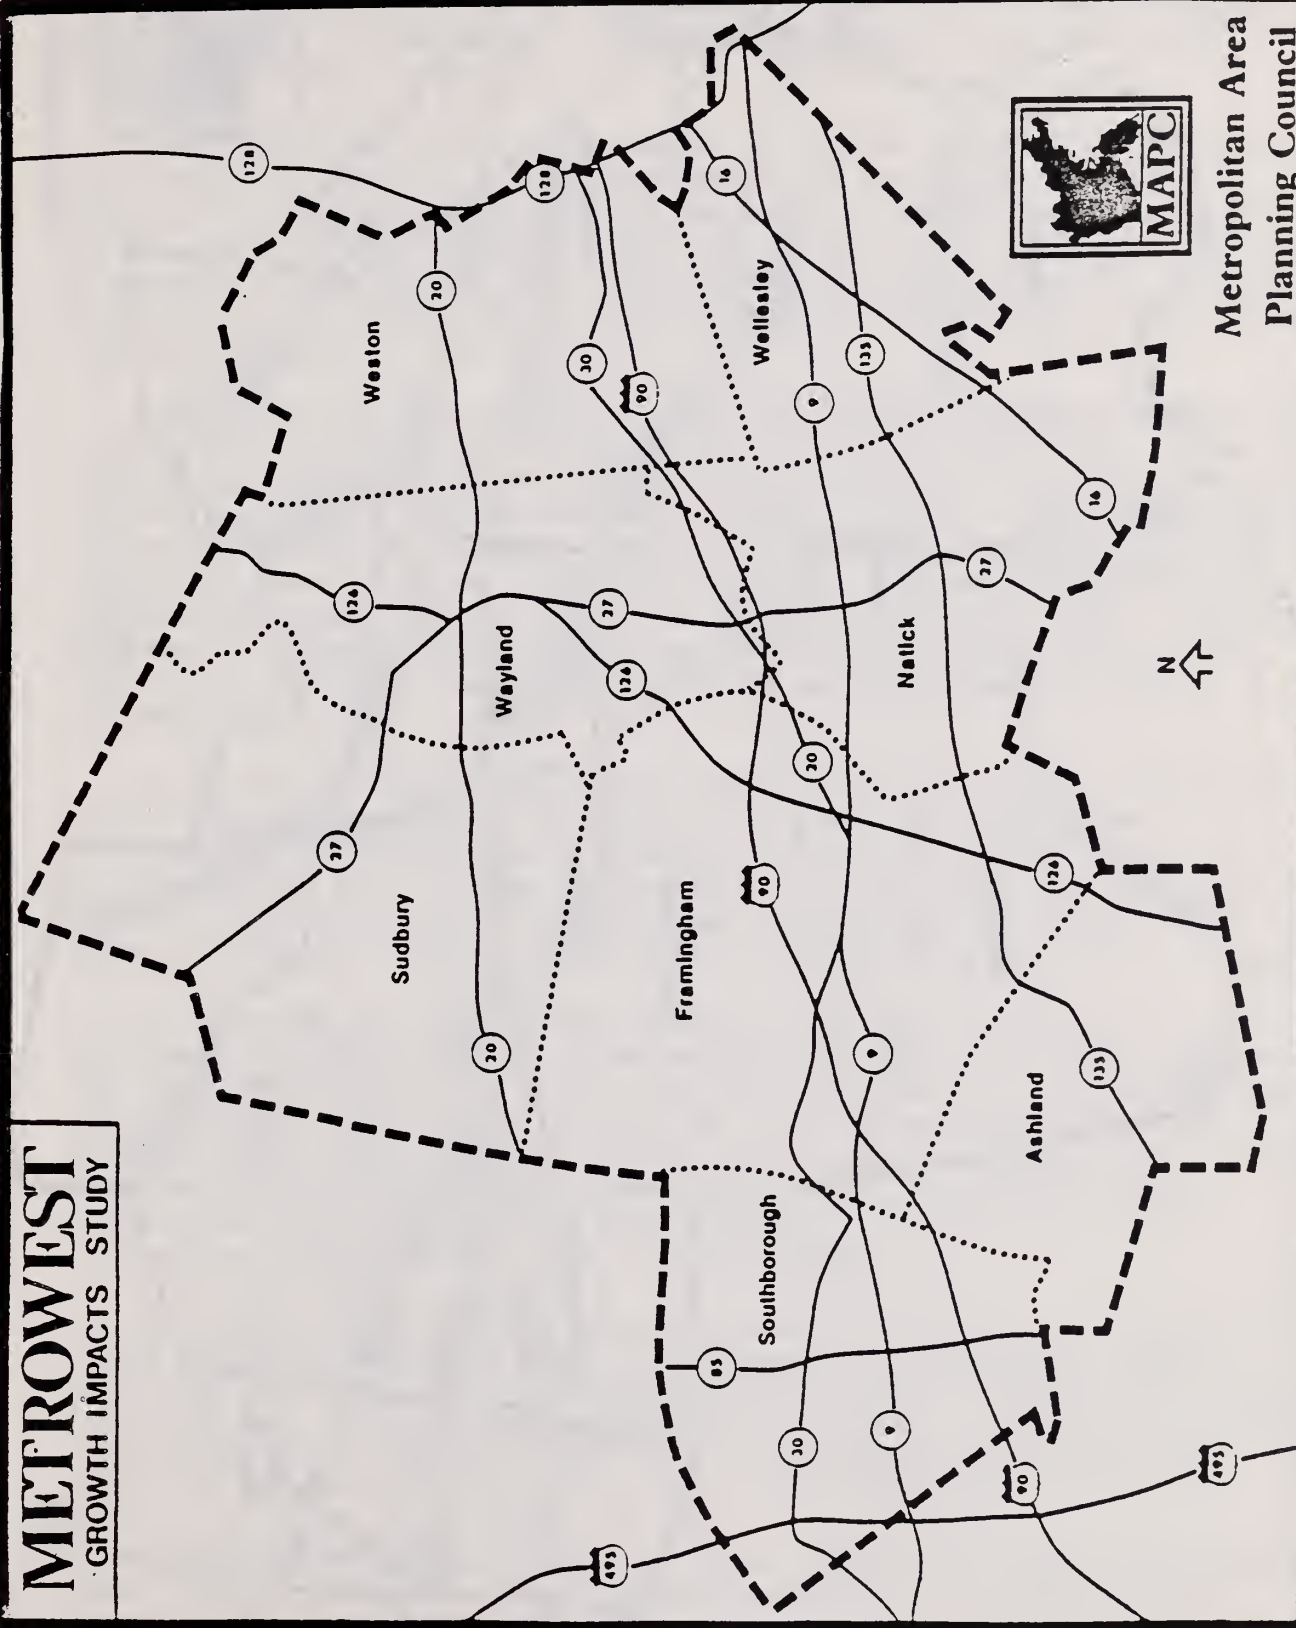 METROWEST
GROWTH IMPACTS STUDY
128
27
126
Weston
Sudbury
20
20
Wayland
128
30
27
495
126
90
Framingham
85
16
90
Wellesley
Southborough
30
20
9
135
9
9
Natick
27
90
Ashland
126
16
135
MAPC
N
495
Metropolitan Area
Planning Council